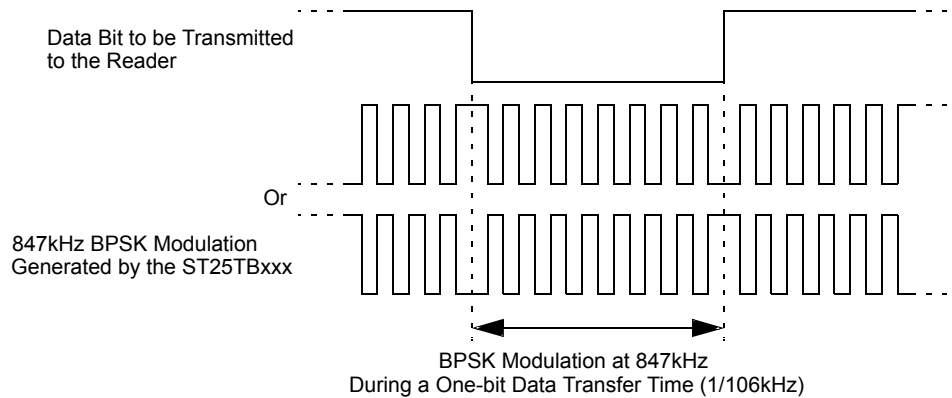 Data Bit to be Transmitted
to the Reader
Or
847kHz BPSK Modulation
Generated by the ST25TBxxx
BPSK Modulation at 847kHz
During a One-bit Data Transfer Time (1/106kHz)